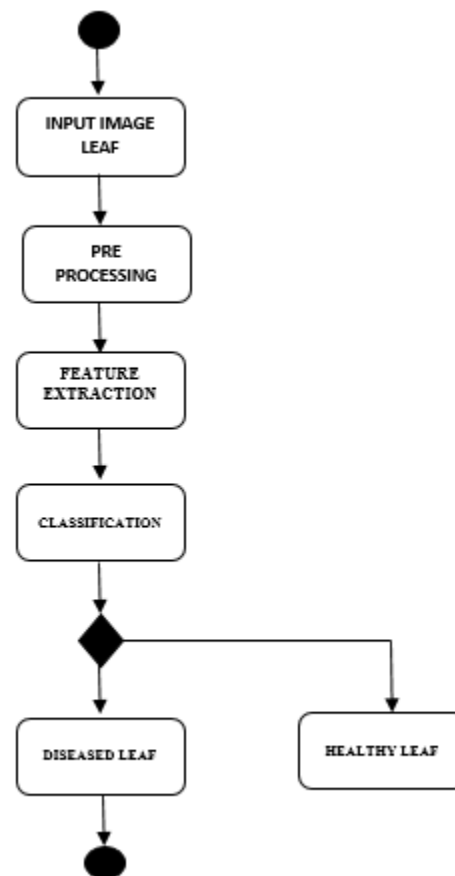 INPUT IMAGE
LEAF
PRE
PROCESSING
FEATURE
EXTRACTION
CLASSIFICATION
DISEASED LEAF
HEALTHY LEAF